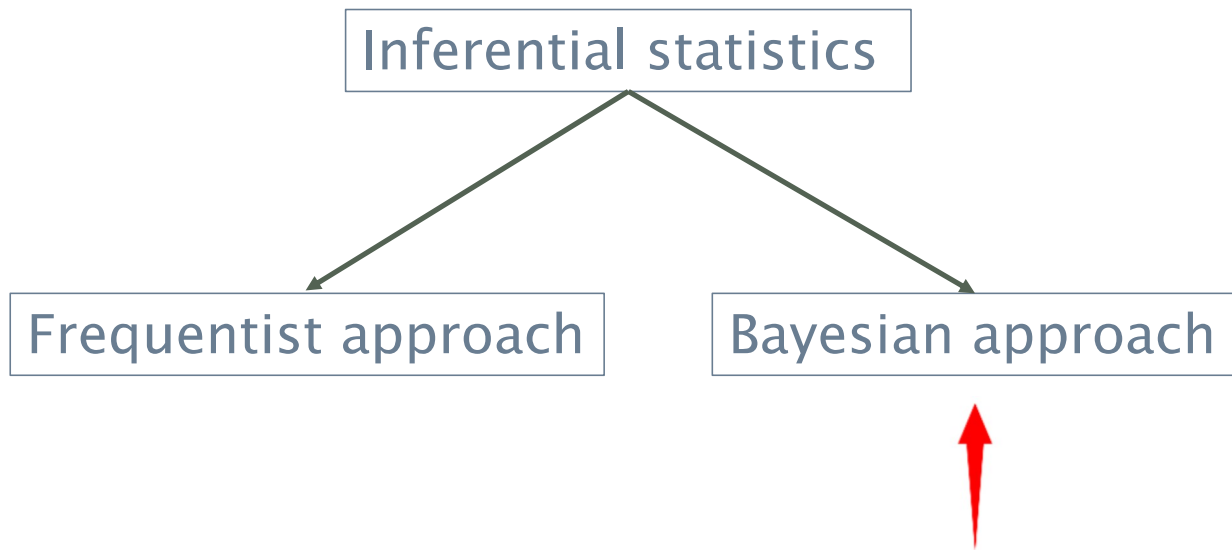 Inferential statistics
Frequentist approach
Bayesian approach